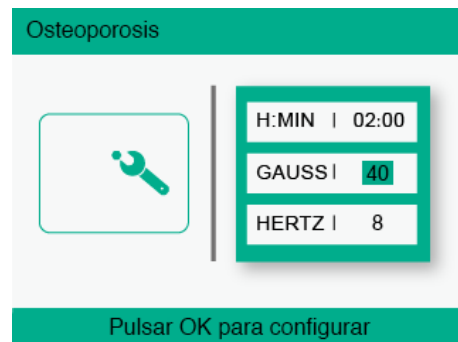 Osteoporosis
H:MIN | 02:00
GAUSS | 40
HERTZ | 8
Pulsar OK para configurar